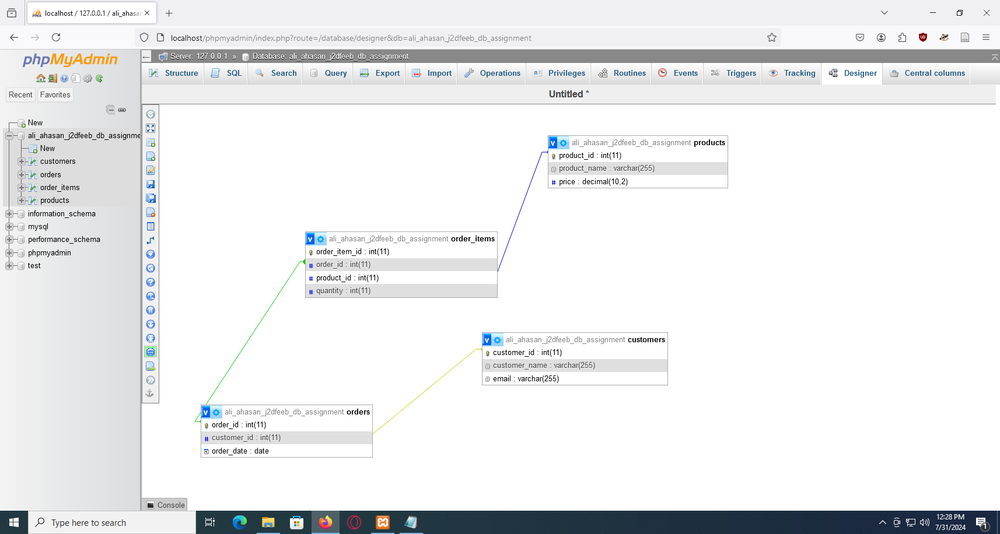 localhost / 127.0.0.1 / ali_ahasan
localhost/phpmyadmin/index.php?route=/database/designer&db=ali_ahasan_j2dfeeb_db_assignment
phpMyAdmin
Recent
Favorites
New
ali_ahasan_j2dfeeb_db_assignme
New
customers
orders
order_items
products
information_schema
mysql
performance_schema
phpmyadmin
test
Server: 127.0.0.1 » Database: ali_ahasan_j2dfeeb_db_assignment
Structure SQL Search Query Export Import Operations Privileges Routines Events Triggers Tracking Designer Central columns
Untitled *
v ali_ahasan_j2dfeeb_db_assignment products
product_id : int(11)
product_name : varchar(255)
# price : decimal(10,2)
v ali_ahasan_j2dfeeb_db_assignment order_items
order_item_id : int(11)
# order_id : int(11)
# product_id : int(11)
# quantity : int(11)
v ali_ahasan_j2dfeeb_db_assignment customers
customer_id : int(11)
customer_name : varchar(255)
email : varchar(255)
v ali_ahasan_j2dfeeb_db_assignment orders
order_id : int(11)
# customer_id : int(11)
order_date : date
Console
Type here to search
12:28 PM
7/31/2024
1